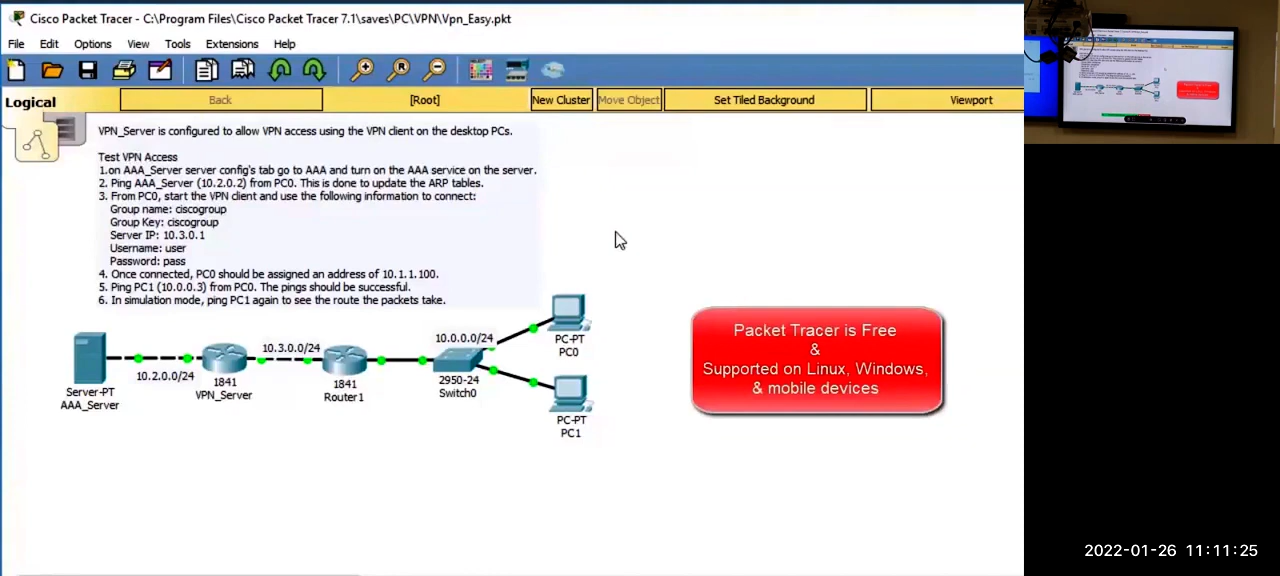 Cisco Packet Tracer - C:\Program Files\Cisco Packet Tracer 7.1\saves\PC\VPN\Vpn_Easy.pkt
File Edit Options View Tools Extensions Help
Logical Back [Root] New Cluster Move Object Set Tiled Background Viewport
VPN_Server is configured to allow VPN access using the VPN client on the desktop PCs.
Test VPN Access
1.on AAA_Server server config's tab go to AAA and turn on the AAA service on the server.
2. Ping AAA_Server (10.2.0.2) from PC0. This is done to update the ARP tables.
3. From PC0, start the VPN client and use the following information to connect:
Group name: ciscogroup
Group Key: ciscogroup
Server IP: 10.3.0.1
Username: user
Password: pass
4. Once connected, PC0 should be assigned an address of 10.1.1.100.
5. Ping PC1 (10.0.0.3) from PC0. The pings should be successful.
6. In simulation mode, ping PC1 again to see the route the packets take.
Server-PT
AAA_Server
10.2.0.0/24
1841
VPN_Server
10.3.0.0/24
1841
Router1
10.0.0.0/24
2950-24
Switch0
PC-PT
PC0
PC-PT
PC1
Packet Tracer is Free
&
Supported on Linux, Windows,
& mobile devices
2022-01-26 11:11:25